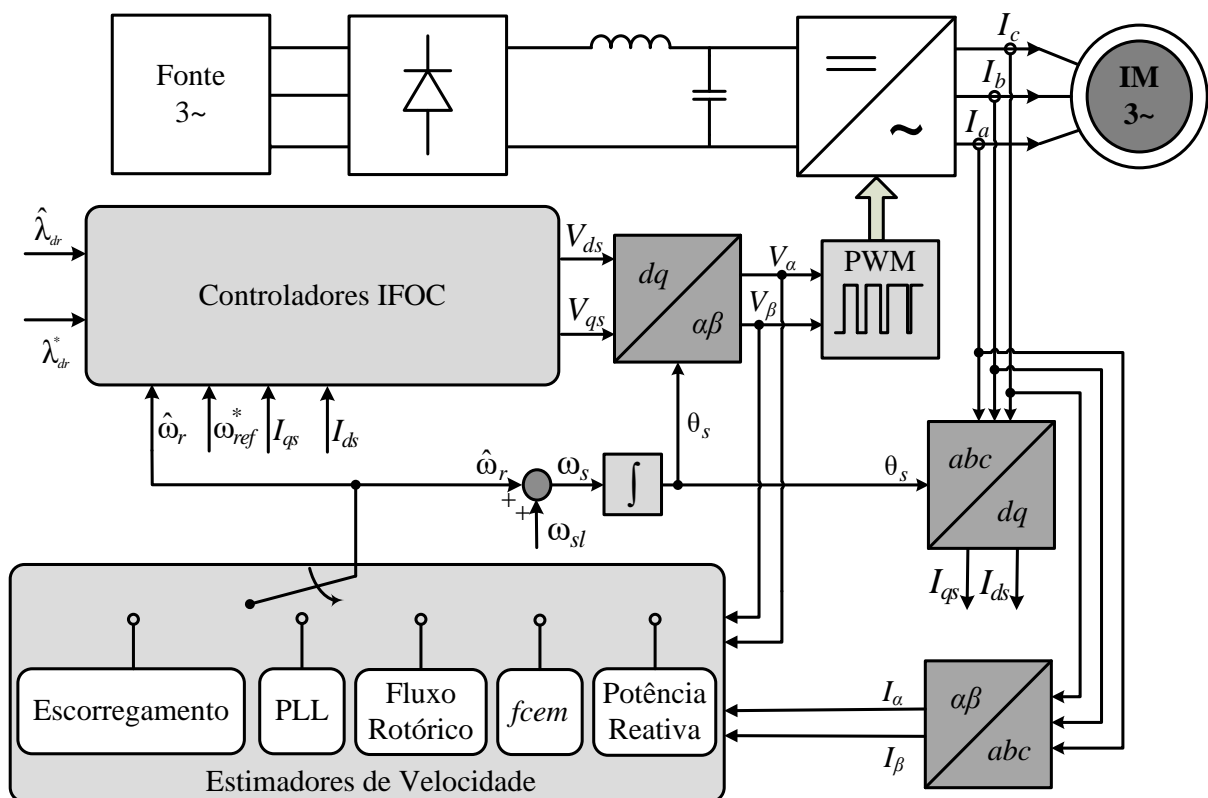 Fonte
3~
I_c
I_b
I_a
IM
3~
~
λ̂_dr
λ*_dr
Controladores IFOC
V_ds
V_qs
dq
αβ
V_α
V_β
PWM
ω̂_r
ω*_ref
I_qs
I_ds
θ_s
ω̂_r
+
+
ω_s
∫
ω_sl
θ_s
abc
dq
I_qs
I_ds
Escorregamento
PLL
Fluxo
Rotórico
fcem
Potência
Reativa
Estimadores de Velocidade
I_α
I_β
αβ
abc